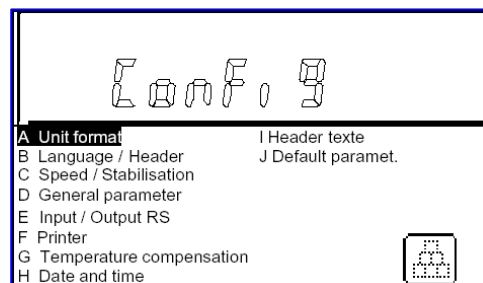 ConFig
A Unit format
B Language / Header
C Speed / Stabilisation
D General parameter
E Input / Output RS
F Printer
G Temperature compensation
H Date and time
I Header texte
J Default paramet.